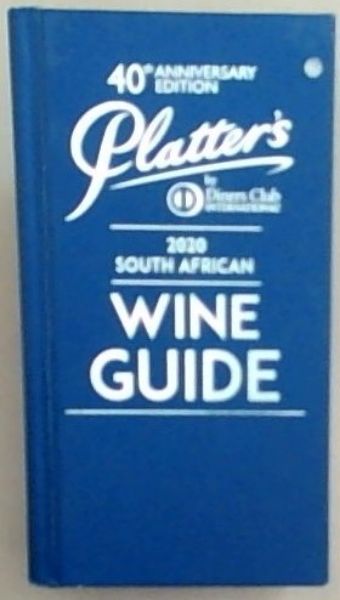 40th ANNIVERSARY
EDITION
Platter's
by
Diners Club
INTERNATIONAL
2020
SOUTH AFRICAN
WINE
GUIDE